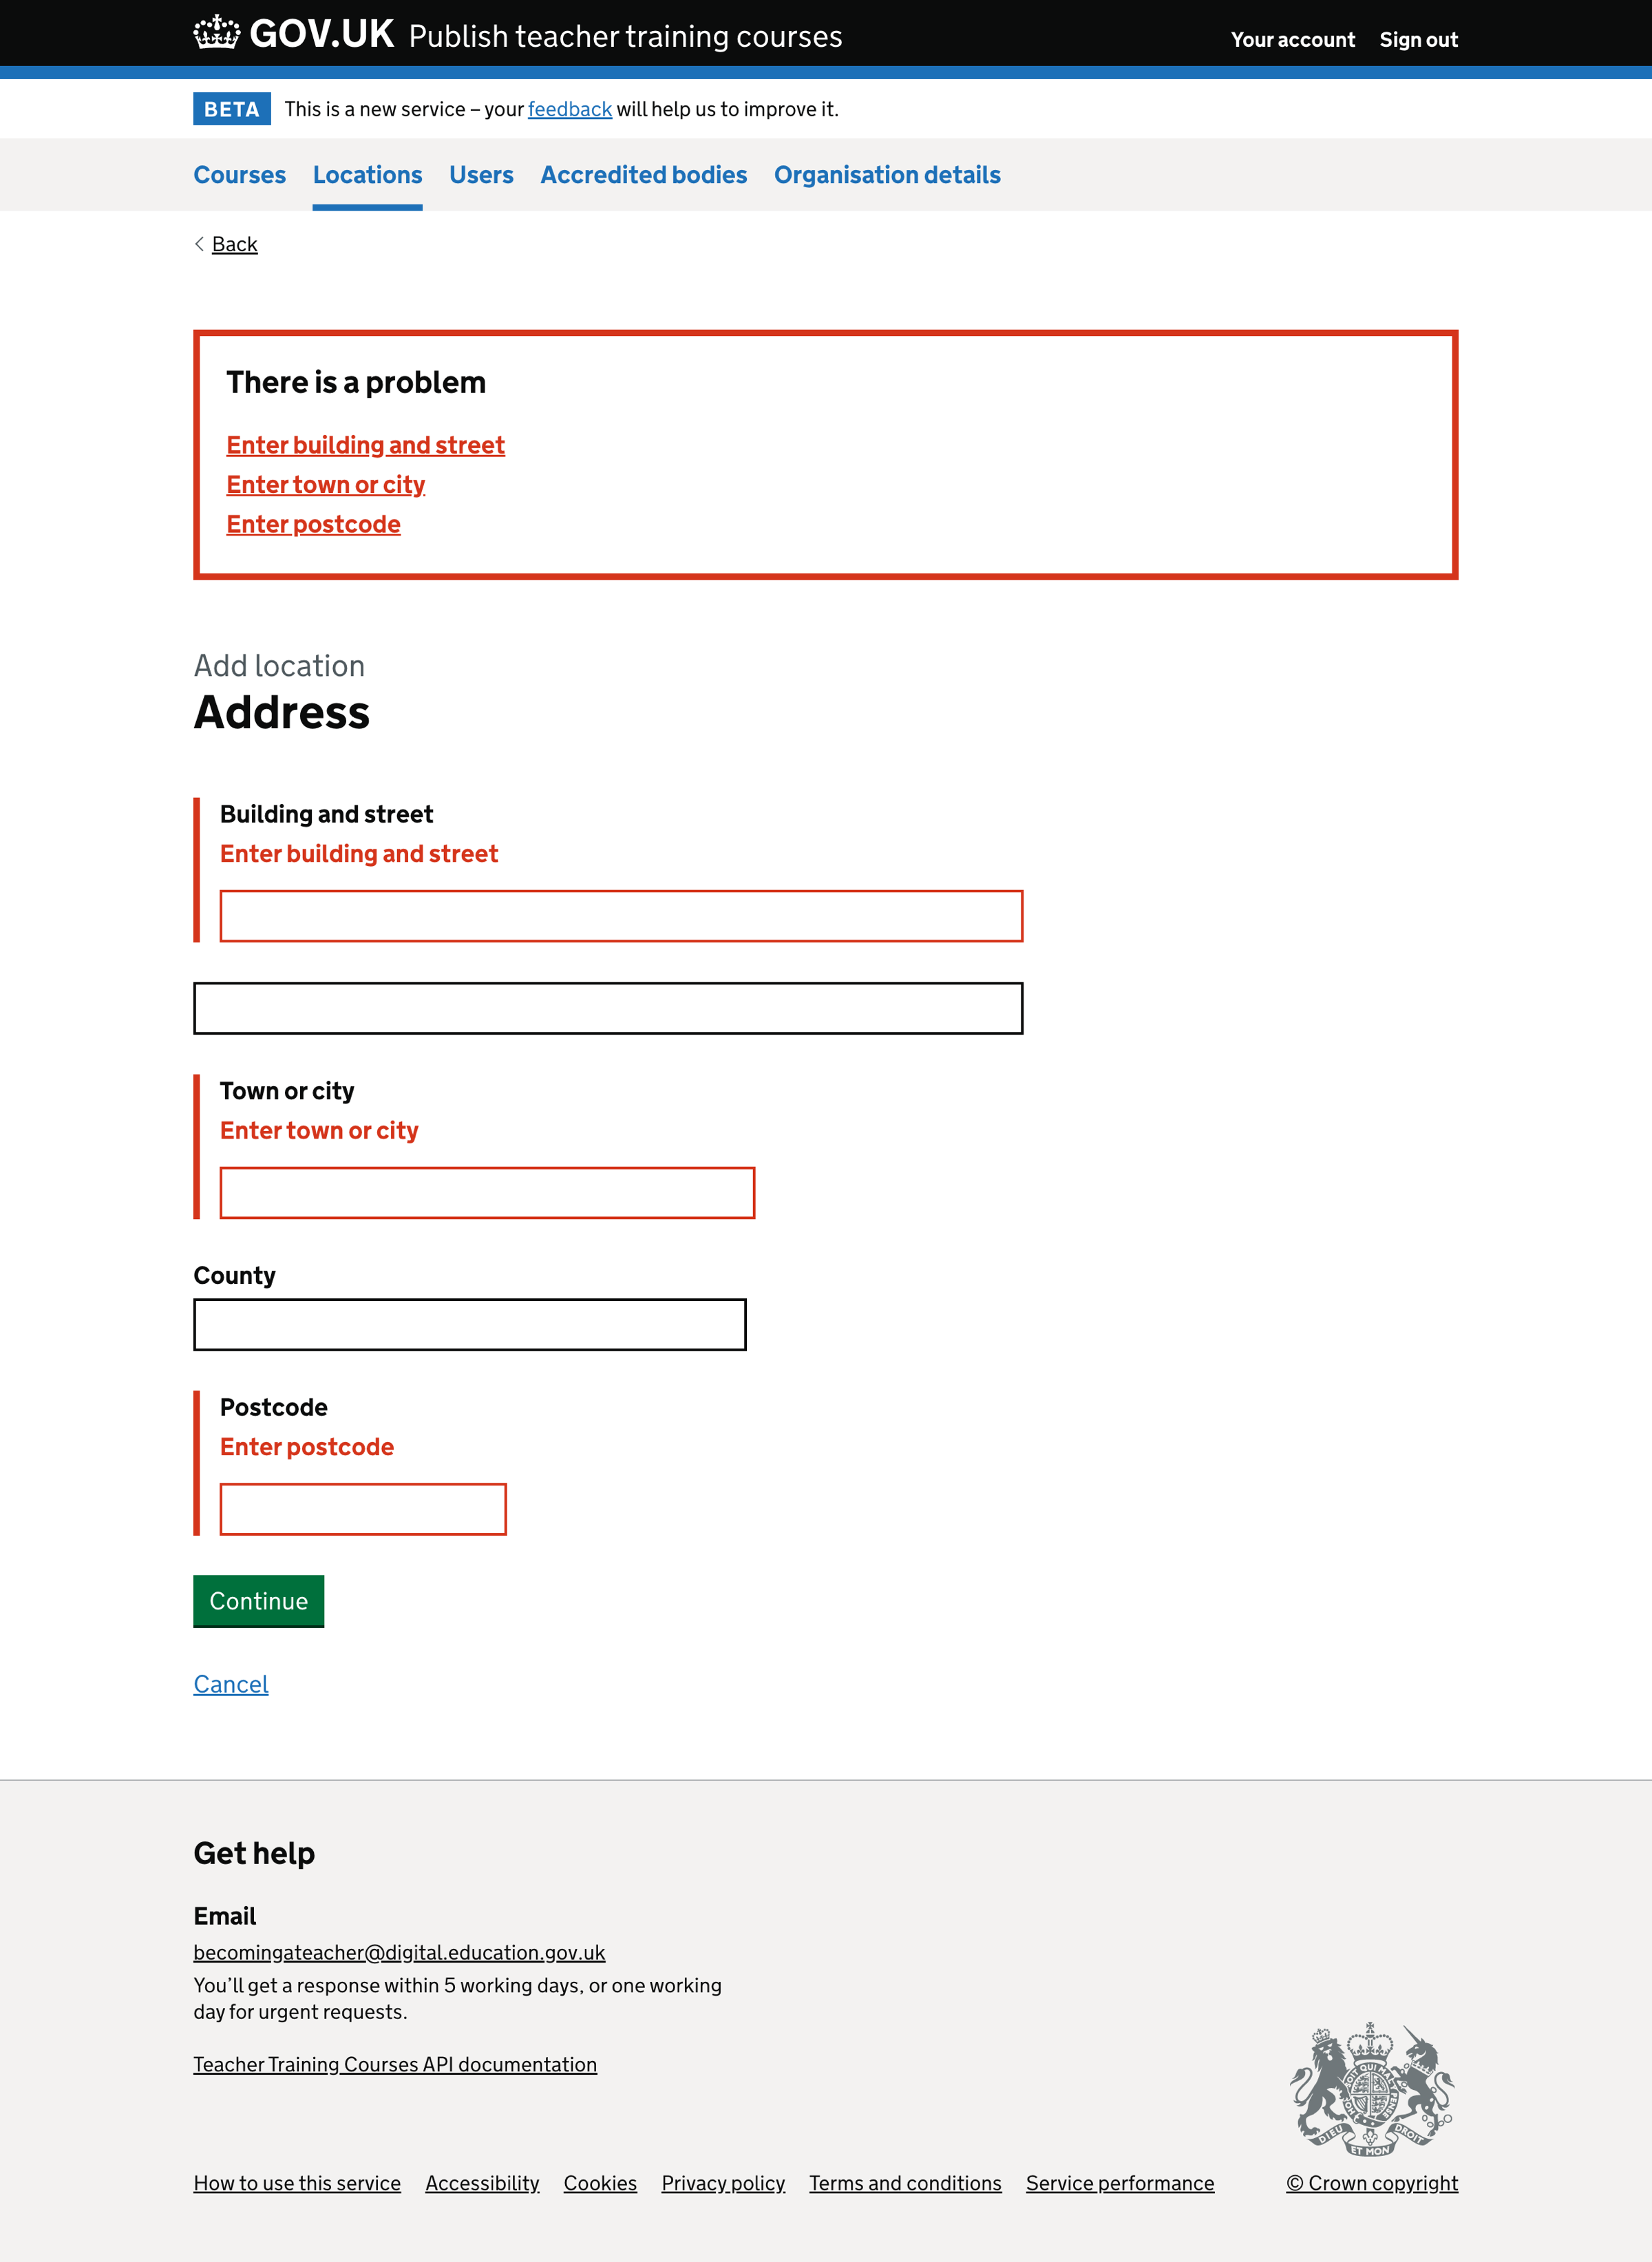 GOV.UK Publish teacher training courses
Your account Sign out
BETA This is a new service – your feedback will help us to improve it.
Courses Locations Users Accredited bodies Organisation details
Back
There is a problem
Enter building and street
Enter town or city
Enter postcode
Add location
Address
Building and street
Enter building and street
Town or city
Enter town or city
County
Postcode
Enter postcode
Continue
Cancel
Get help
Email
becomingateacher@digital.education.gov.uk
You’ll get a response within 5 working days, or one working
day for urgent requests.
Teacher Training Courses API documentation
DIEU ET MON DROIT
How to use this service Accessibility Cookies Privacy policy Terms and conditions Service performance
© Crown copyright